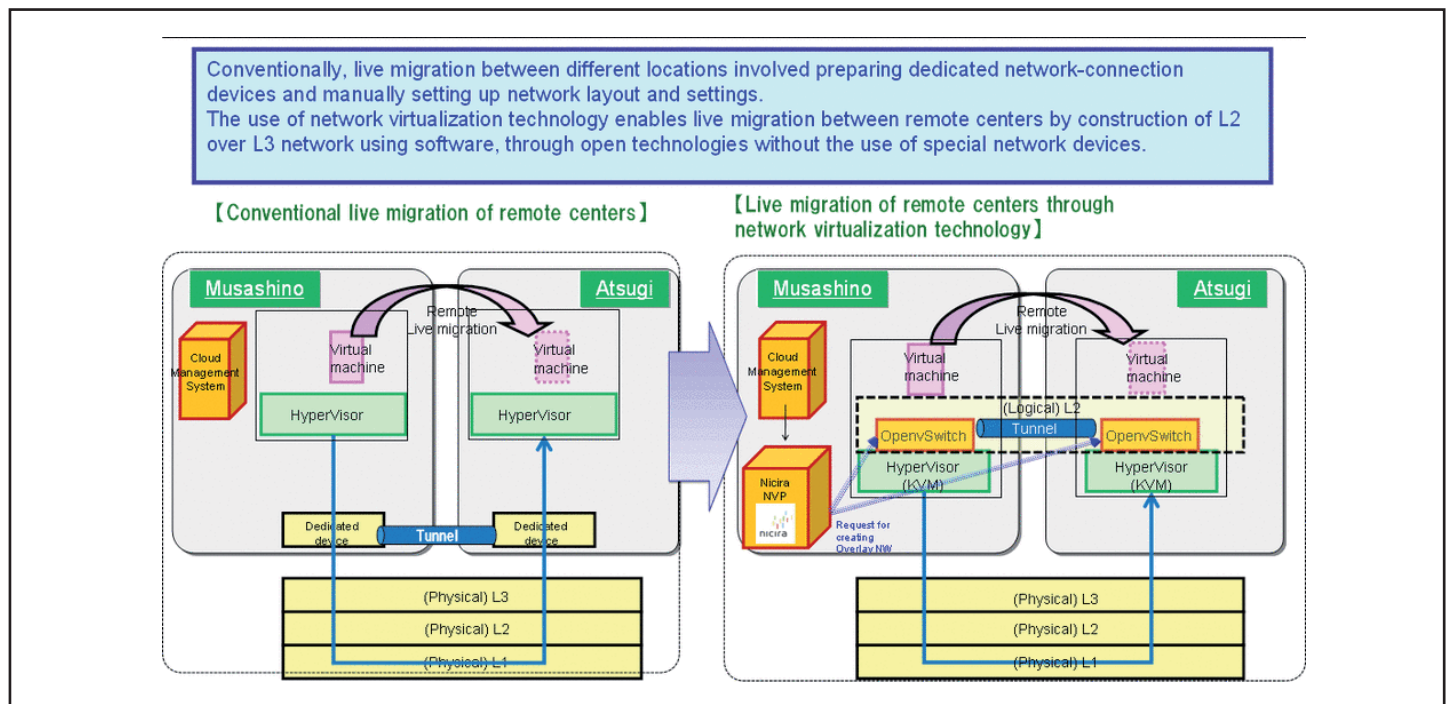 Conventionally, live migration between different locations involved preparing dedicated network-connection
devices and manually setting up network layout and settings.
The use of network virtualization technology enables live migration between remote centers by construction of L2
over L3 network using software, through open technologies without the use of special network devices.
【Conventional live migration of remote centers】
Musashino
Atsugi
Remote
Live migration
Cloud
Management
System
Virtual
machine
Virtual
machine
HyperVisor
HyperVisor
Dedicated
device
Tunnel
Dedicated
device
(Physical) L3
(Physical) L2
(Physical) L1
【Live migration of remote centers through
network virtualization technology】
Musashino
Atsugi
Remote
Live migration
Cloud
Management
System
Virtual
machine
Virtual
machine
(Logical) L2
OpenvSwitch
Tunnel
OpenvSwitch
HyperVisor
(KVM)
HyperVisor
(KVM)
Nicira
NVP
nicira
Request for
creating
Overlay NW
(Physical) L3
(Physical) L2
(Physical) L1